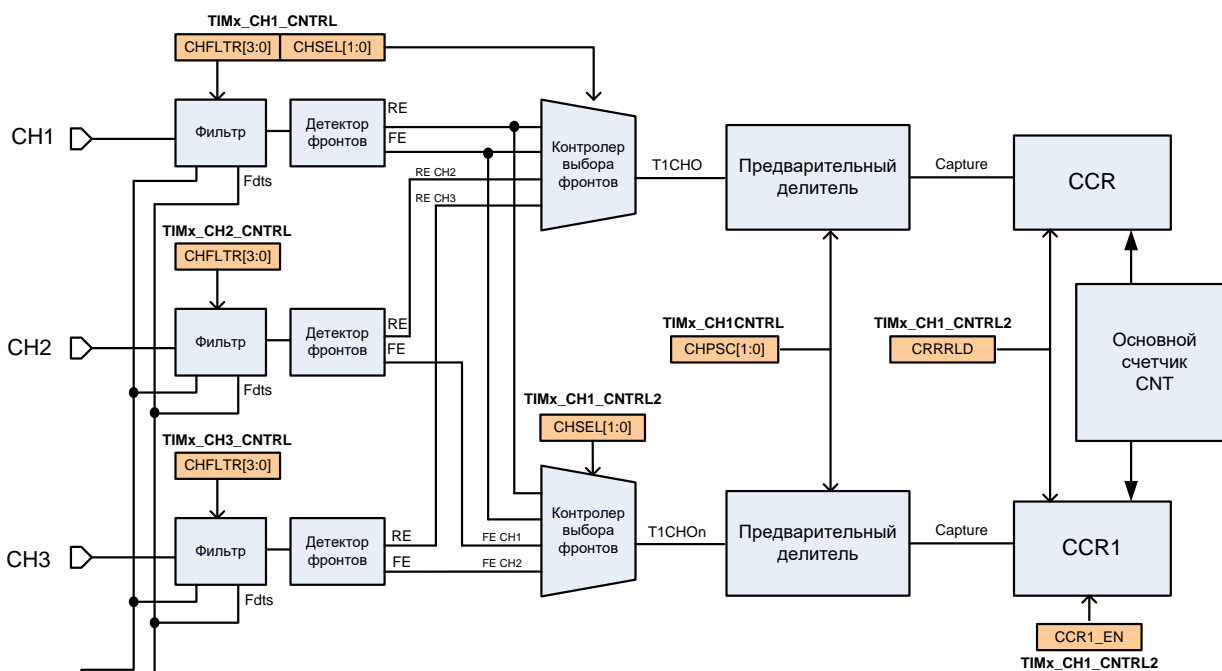 TIMx_CH1_CNTRL
CHFLTR[3:0] CHSEL[1:0]
CH1
Фильтр
Детектор
фронтов
RE
FE
Fdts
RE CH2
RE CH3
Контролер
выбора
фронтов
T1CHO
Предварительный
делитель
Capture
CCR
TIMx_CH2_CNTRL
CHFLTR[3:0]
CH2
Фильтр
Детектор
фронтов
RE
FE
Fdts
TIMx_CH1CNTRL
CHPSC[1:0]
TIMx_CH1_CNTRL2
CRRRLD
Основной
счетчик
CNT
TIMx_CH1_CNTRL2
CHSEL[1:0]
TIMx_CH3_CNTRL
CHFLTR[3:0]
CH3
Фильтр
Детектор
фронтов
RE
FE
Fdts
FE CH1
FE CH2
Контролер
выбора
фронтов
T1CHOn
Предварительный
делитель
Capture
CCR1
CCR1_EN
TIMx_CH1_CNTRL2